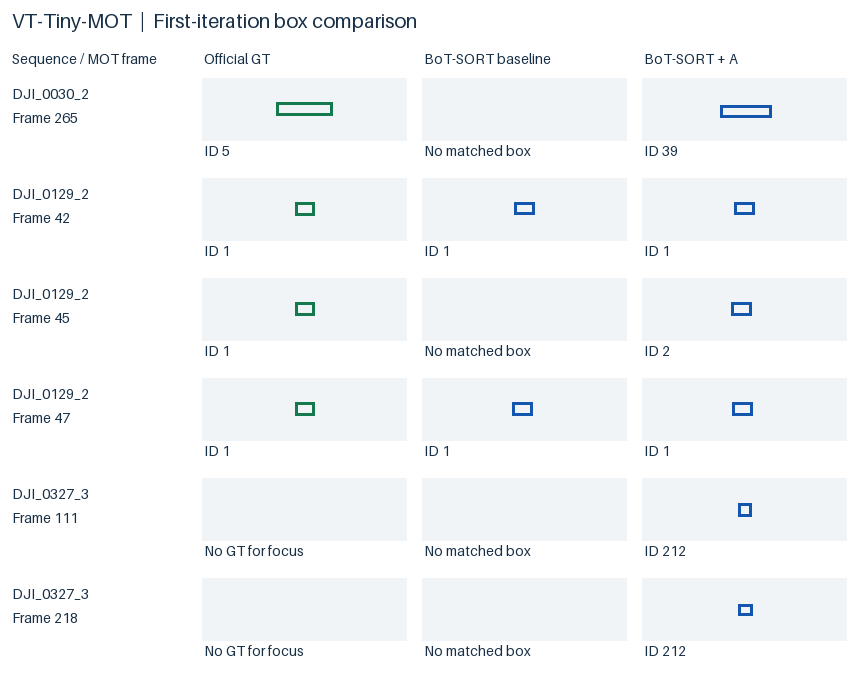 VT-Tiny-MOT | First-iteration box comparison
Sequence / MOT frame Official GT BoT-SORT baseline BoT-SORT + A
DJI_0030_2
Frame 265
ID 5 No matched box ID 39
DJI_0129_2
Frame 42
ID 1 ID 1 ID 1
DJI_0129_2
Frame 45
ID 1 No matched box ID 2
DJI_0129_2
Frame 47
ID 1 ID 1 ID 1
DJI_0327_3
Frame 111
No GT for focus No matched box ID 212
DJI_0327_3
Frame 218
No GT for focus No matched box ID 212